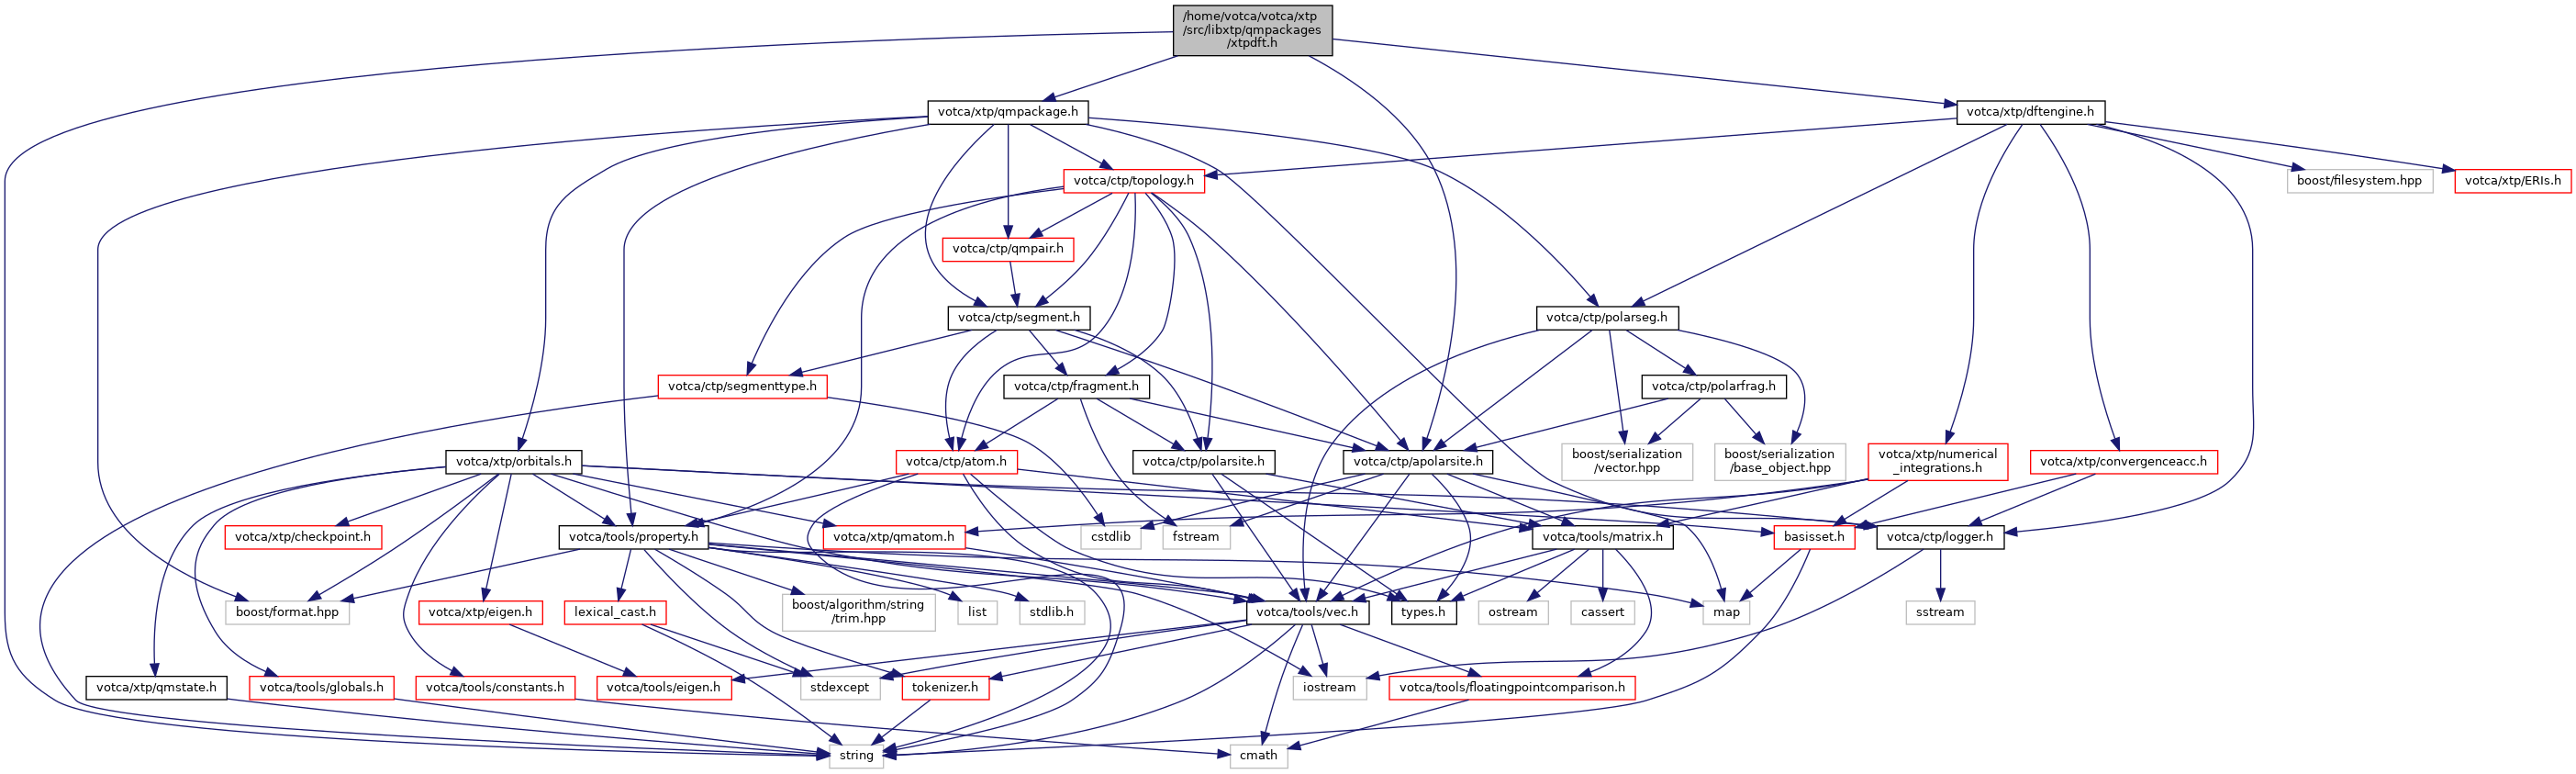 /home/votca/votca/xtp
/src/libxtp/qmpackages
/xtpdft.h
votca/xtp/qmpackage.h
votca/xtp/dftengine.h
votca/ctp/topology.h
boost/filesystem.hpp
votca/xtp/ERIs.h
votca/ctp/qmpair.h
votca/ctp/segment.h
votca/ctp/polarseg.h
votca/ctp/segmenttype.h
votca/ctp/fragment.h
votca/ctp/polarfrag.h
votca/xtp/orbitals.h
votca/ctp/atom.h
votca/ctp/polarsite.h
votca/ctp/apolarsite.h
boost/serialization
/vector.hpp
boost/serialization
/base_object.hpp
votca/xtp/numerical
_integrations.h
votca/xtp/convergenceacc.h
votca/xtp/checkpoint.h
votca/tools/property.h
votca/xtp/qmatom.h
cstdlib
fstream
votca/tools/matrix.h
basisset.h
votca/ctp/logger.h
boost/format.hpp
votca/xtp/eigen.h
lexical_cast.h
boost/algorithm/string
/trim.hpp
list
stdlib.h
votca/tools/vec.h
types.h
ostream
cassert
map
sstream
votca/xtp/qmstate.h
votca/tools/globals.h
votca/tools/constants.h
votca/tools/eigen.h
stdexcept
tokenizer.h
iostream
votca/tools/floatingpointcomparison.h
string
cmath